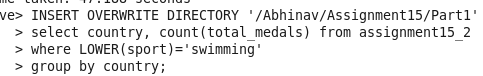 ve> INSERT OVERWRITE DIRECTORY '/Abhinav/Assignment15/Part1'
> select country, count(total_medals) from assignment15_2
> where LOWER(sport)='swimming'
> group by country;